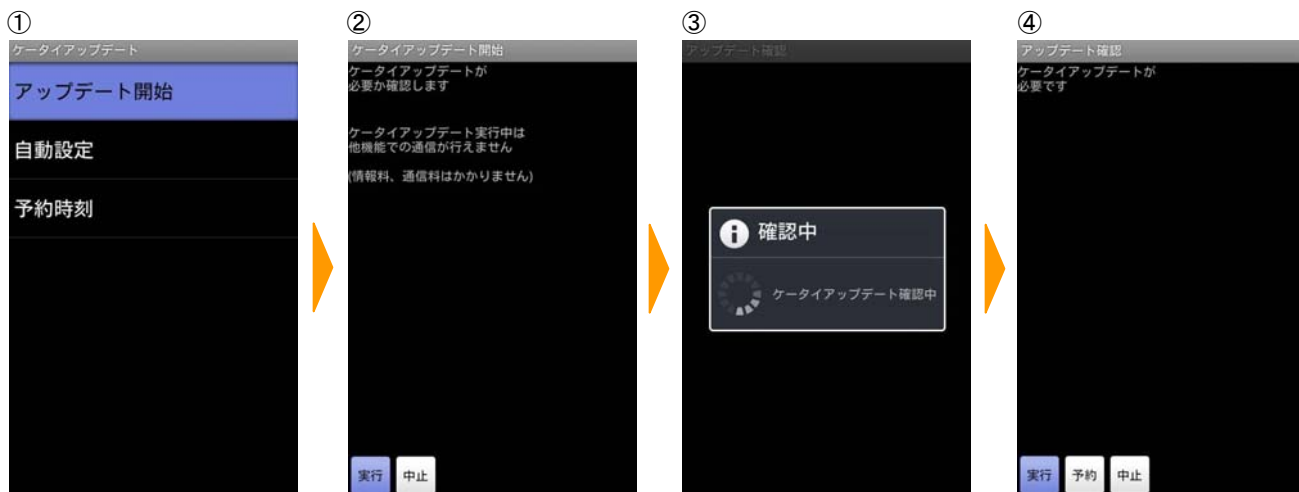 ①
ケータイアップデート
アップデート開始
自動設定
予約時刻
②
ケータイアップデート開始
ケータイアップデートが
必要か確認します
ケータイアップデート実行中は
他機能での通信が行えません
(情報料、通信料はかかりません)
実行 中止
③
アップデート確認
確認中
ケータイアップデート確認中
④
アップデート確認
ケータイアップデートが
必要です
実行 予約 中止